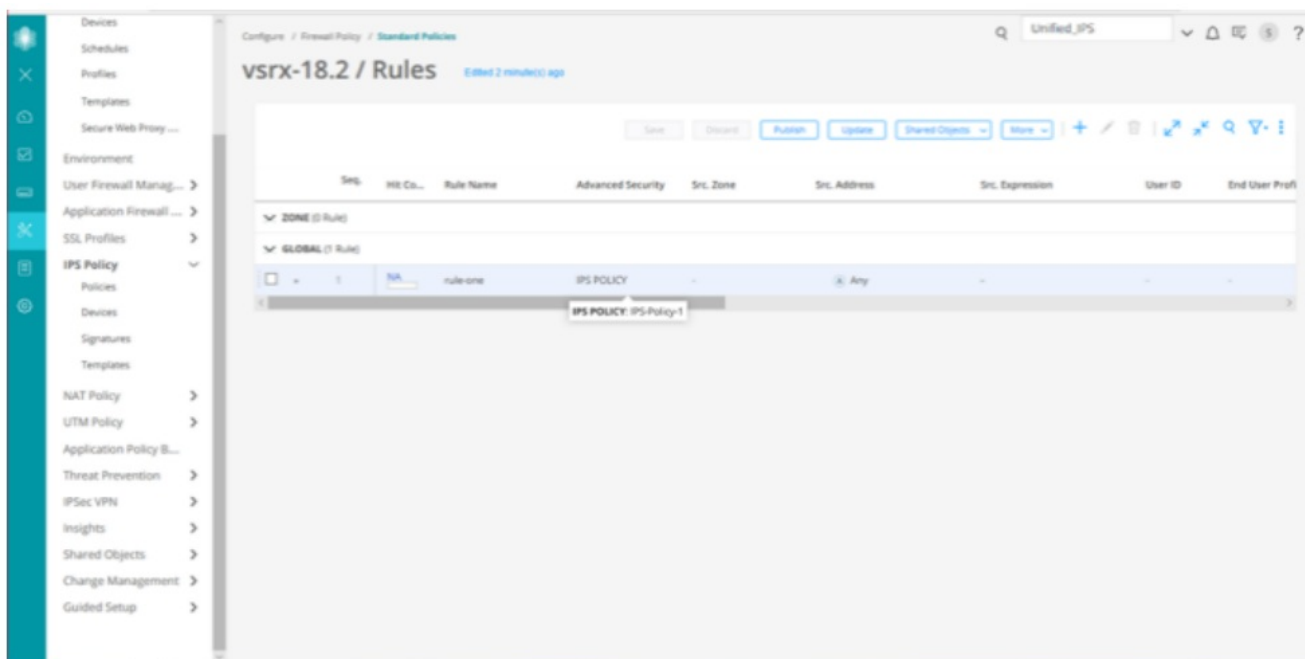 Devices
Schedules
Profiles
Templates
Secure Web Proxy ....
Environment
User Firewall Manag...
Application Firewall ...
SSL Profiles
IPS Policy
Policies
Devices
Signatures
Templates
NAT Policy
UTM Policy
Application Policy B...
Threat Prevention
IPSec VPN
Insights
Shared Objects
Change Management
Guided Setup
Configure / Firewall Policy / Standard Policies
Unified_IPS
S ?
vsrx-18.2 / Rules Edited 2 minute(s) ago
Save Discard Publish Update Shared Objects More
Seq. Hit Co... Rule Name Advanced Security Src. Zone Src. Address Src. Expression User ID End User Profi
ZONE (0 Rule)
GLOBAL (1 Rule)
1 NA rule-one IPS POLICY - Any - - -
IPS POLICY: IPS-Policy-1